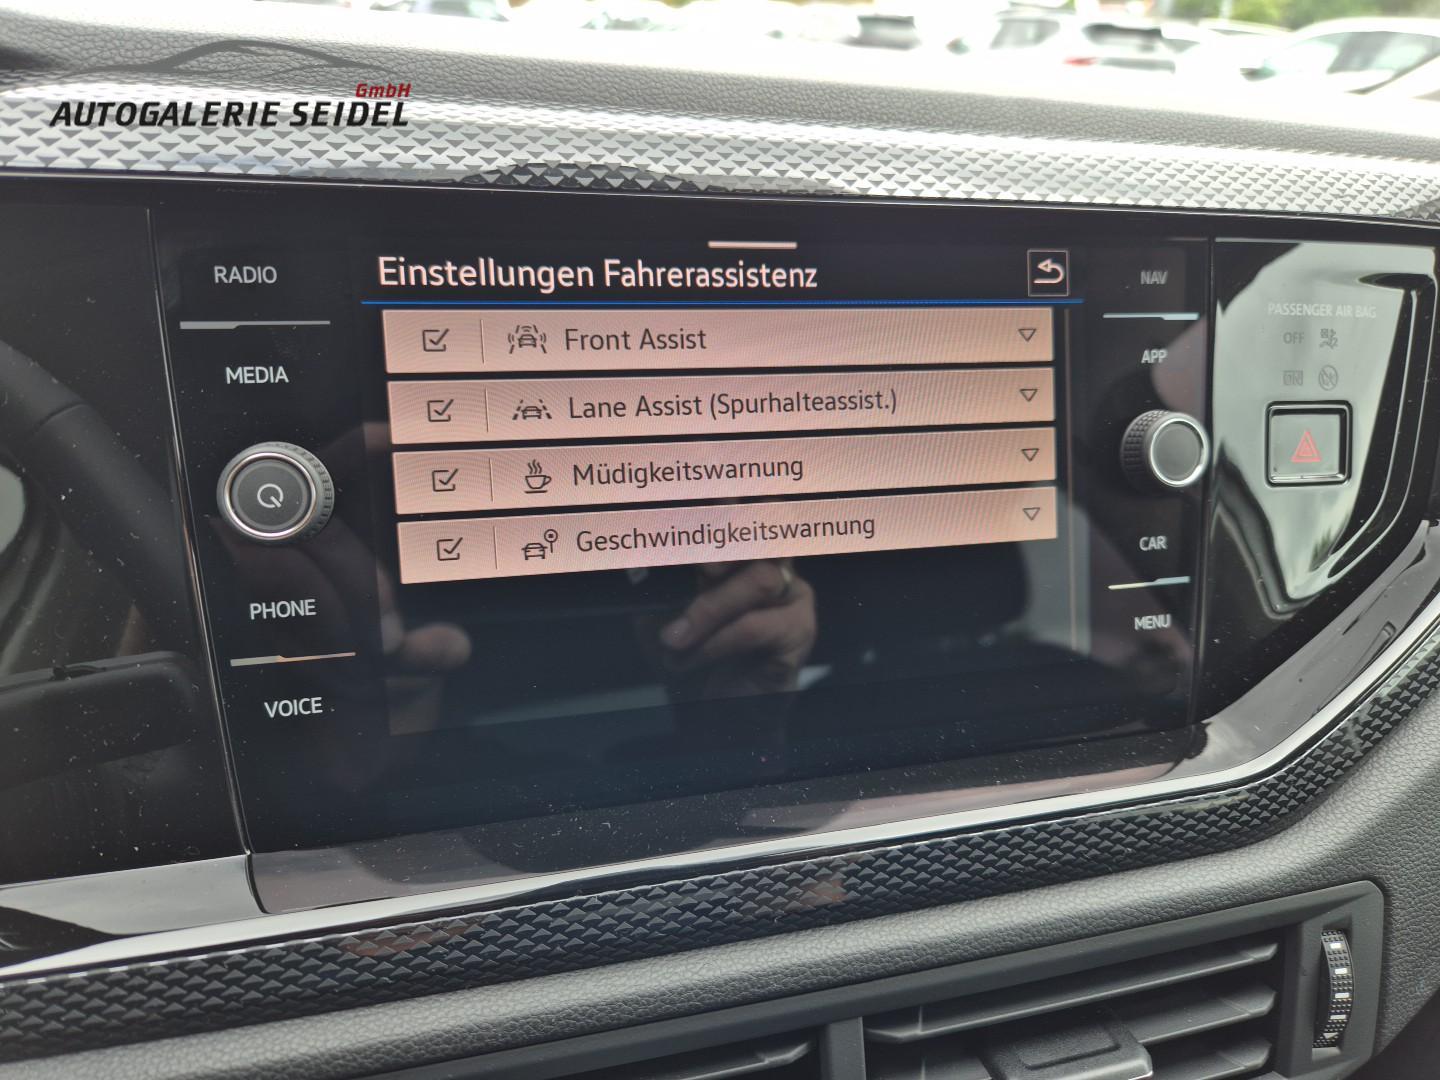 GmbH
AUTOGALERIE SEIDEL
RADIO
MEDIA
PHONE
VOICE
Einstellungen Fahrerassistenz
Front Assist
Lane Assist (Spurhalteassist.)
Müdigkeitswarnung
Geschwindigkeitswarnung
NAV
APP
CAR
MENU
PASSENGER AIR BAG
OFF
ON